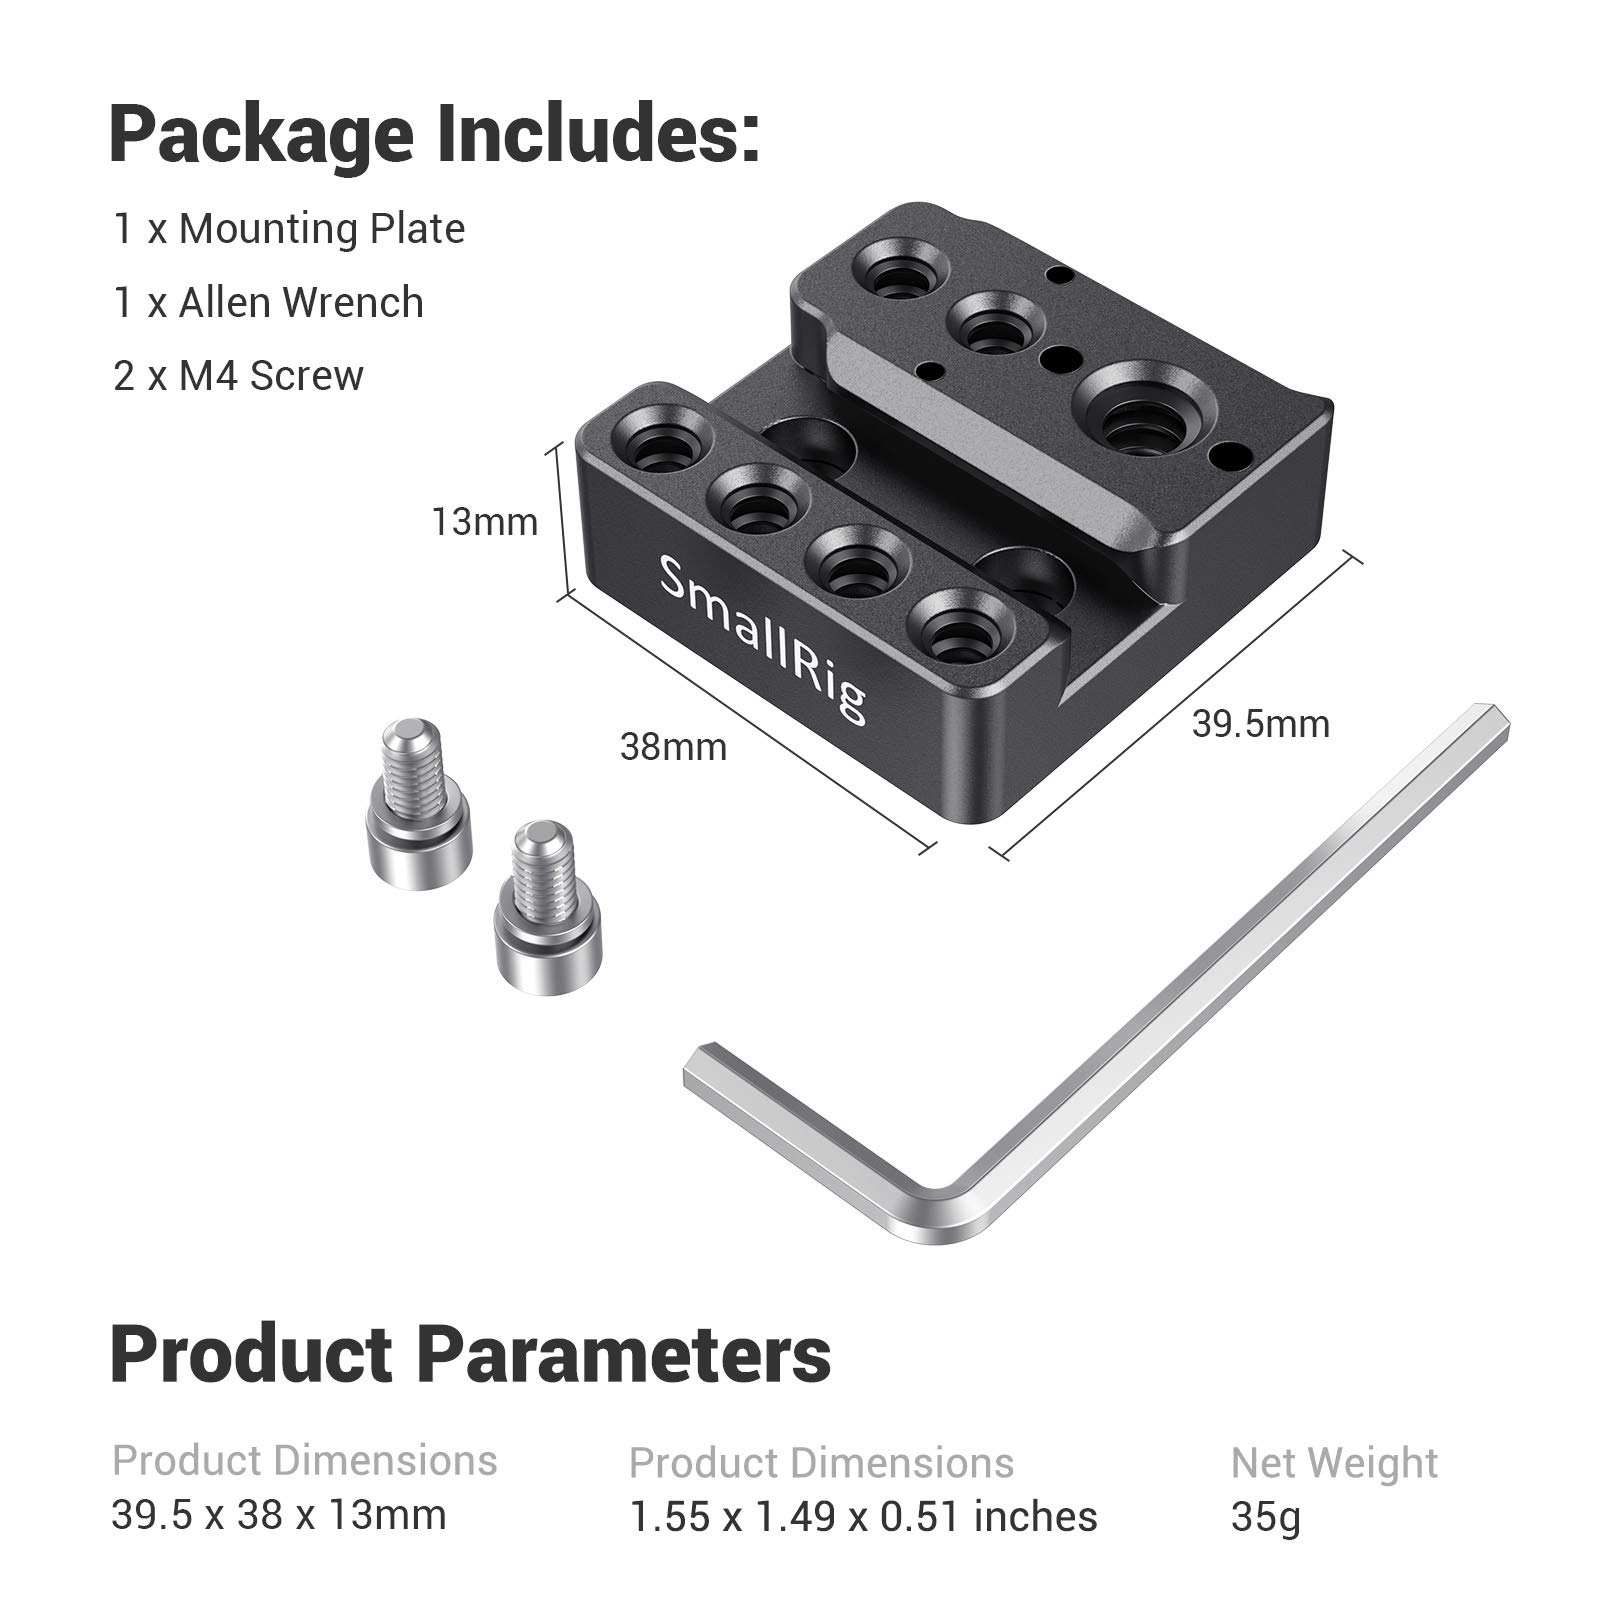 Package Includes:
1 x Mounting Plate
1 x Allen Wrench
2 x M4 Screw
13mm
SmallRig
38mm
39.5mm
Product Parameters
Product Dimensions
39.5 x 38 x 13mm
Product Dimensions
1.55 x 1.49 x 0.51 inches
Net Weight
35g